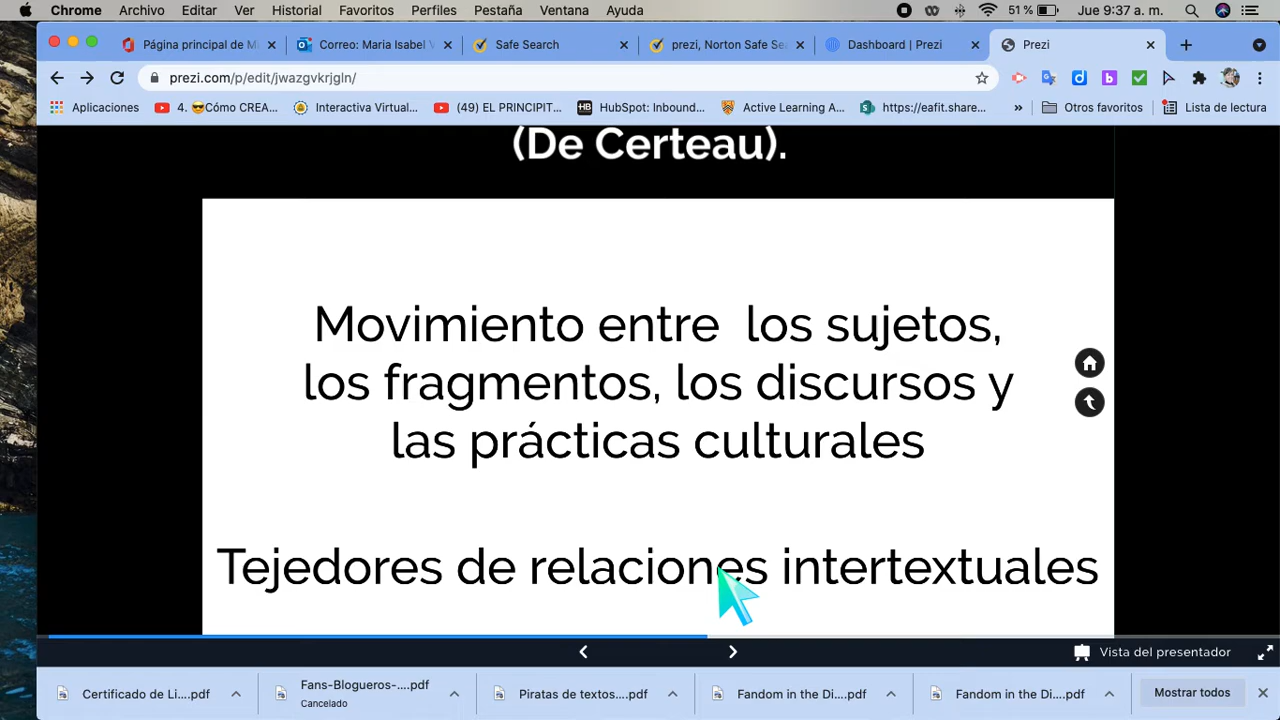 Chrome Archivo Editar Ver Historial Favoritos Perfiles Pestaña Ventana Ayuda 51 % Jue 9:37 a. m.
Página principal de M Correo: Maria Isabel V Safe Search prezi, Norton Safe Se Dashboard | Prezi Prezi
prezi.com/p/edit/jwazgvkrjgln/
Aplicaciones 4. 😎Cómo CREA... Interactiva Virtual... (49) EL PRINCIPIT... HubSpot: Inbound... Active Learning A... https://eafit.share... » Otros favoritos Lista de lectura
(De Certeau).
Movimiento entre los sujetos,
los fragmentos, los discursos y
las prácticas culturales
Tejedores de relaciones intertextuales
Vista del presentador
Certificado de Li....pdf Fans-Blogueros-....pdf Piratas de textos....pdf Fandom in the Di....pdf Fandom in the Di....pdf Mostrar todos
Cancelado